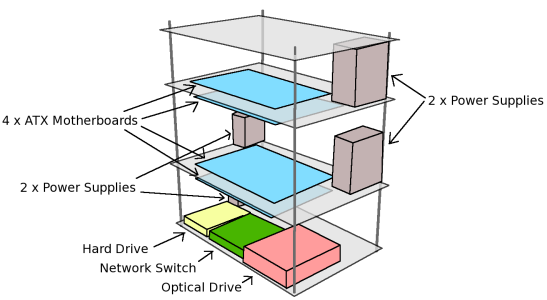 2 x Power Supplies
4 x ATX Motherboards
2 x Power Supplies
Hard Drive
Network Switch
Optical Drive